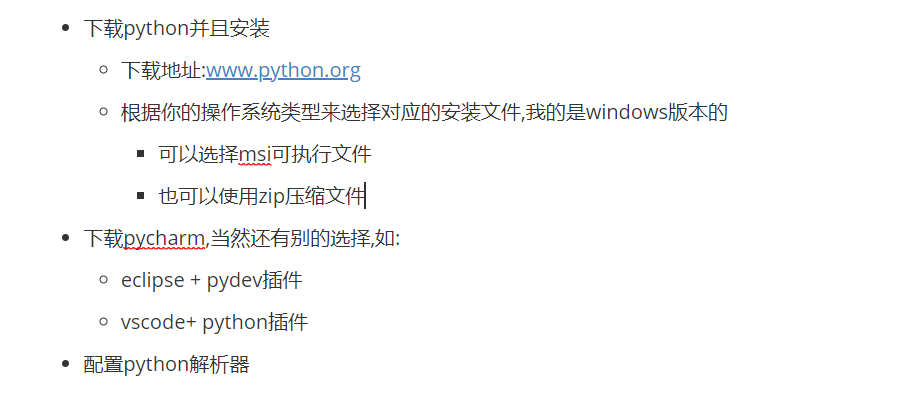 下载python并且安装
下载地址:www.python.org
根据你的操作系统类型来选择对应的安装文件,我的是windows版本的
可以选择msi可执行文件
也可以使用zip压缩文件
下载pycharm,当然还有别的选择,如:
eclipse + pydev插件
vscode+ python插件
配置python解析器